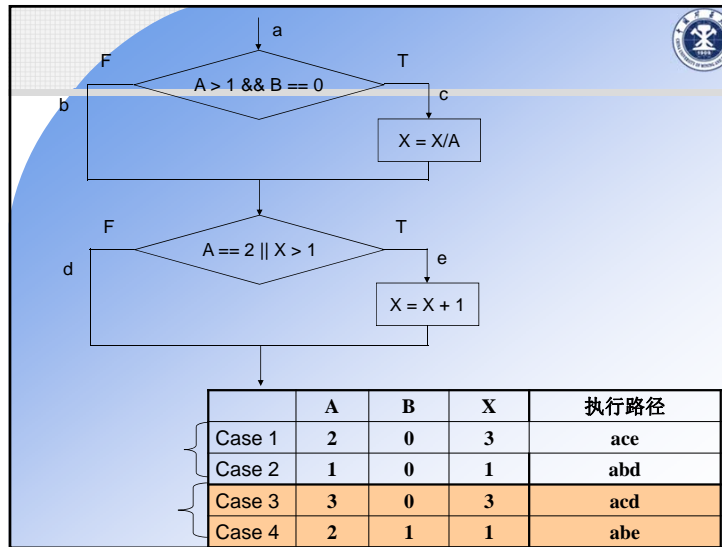 a
F
T
A > 1 && B == 0
b
c
X = X/A
F
T
A == 2 || X > 1
d
e
X = X + 1
A B X 执行路径
Case 1 2 0 3 ace
Case 2 1 0 1 abd
Case 3 3 0 3 acd
Case 4 2 1 1 abe